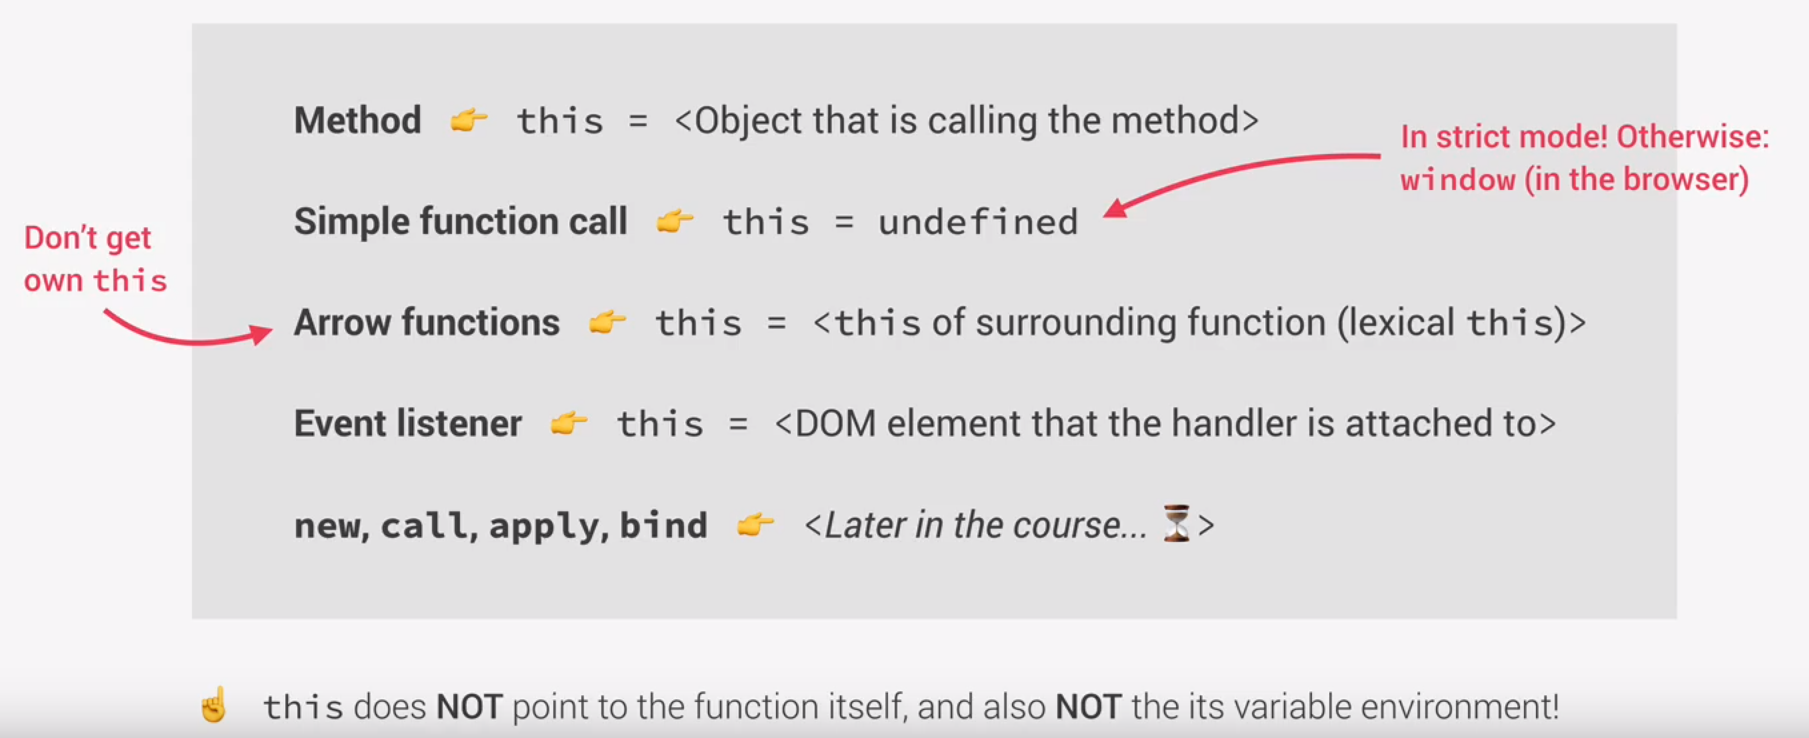 Method 👉 this = <Object that is calling the method>
In strict mode! Otherwise:
window (in the browser)
Simple function call 👉 this = undefined
Don't get
own this
Arrow functions 👉 this = <this of surrounding function (lexical this)>
Event listener 👉 this = <DOM element that the handler is attached to>
new, call, apply, bind 👉 <Later in the course... ⏳>
☝️ this does NOT point to the function itself, and also NOT the its variable environment!